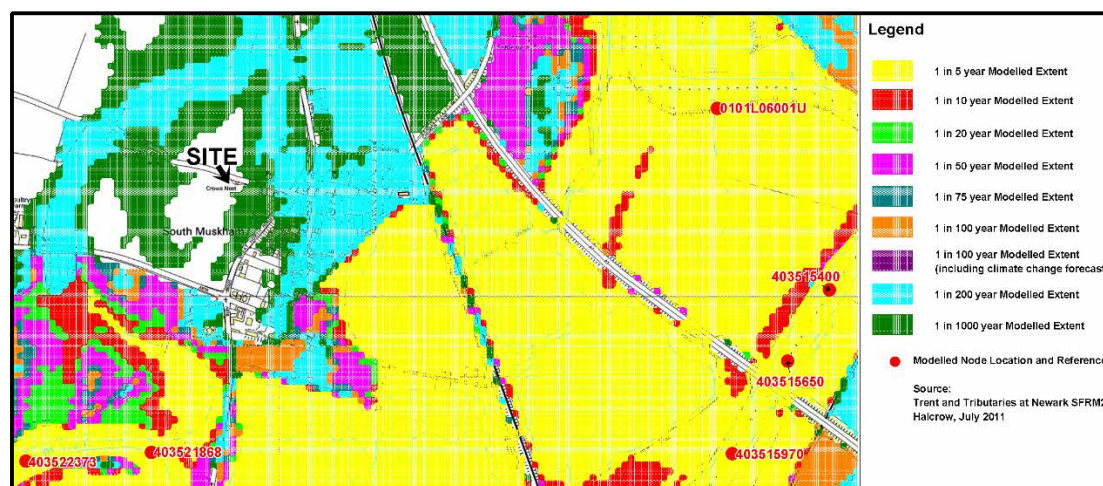 SITE
Crows Nest
South Muskham
0101L06001U
403515400
403515650
403515970
403521868
403522373
Legend
1 in 5 year Modelled Extent
1 in 10 year Modelled Extent
1 in 20 year Modelled Extent
1 in 50 year Modelled Extent
1 in 75 year Modelled Extent
1 in 100 year Modelled Extent
1 in 100 year Modelled Extent
(including climate change forecast
1 in 200 year Modelled Extent
1 in 1000 year Modelled Extent
Modelled Node Location and Reference
Source:
Trent and Tributaries at Newark SFRM2
Halcrow, July 2011